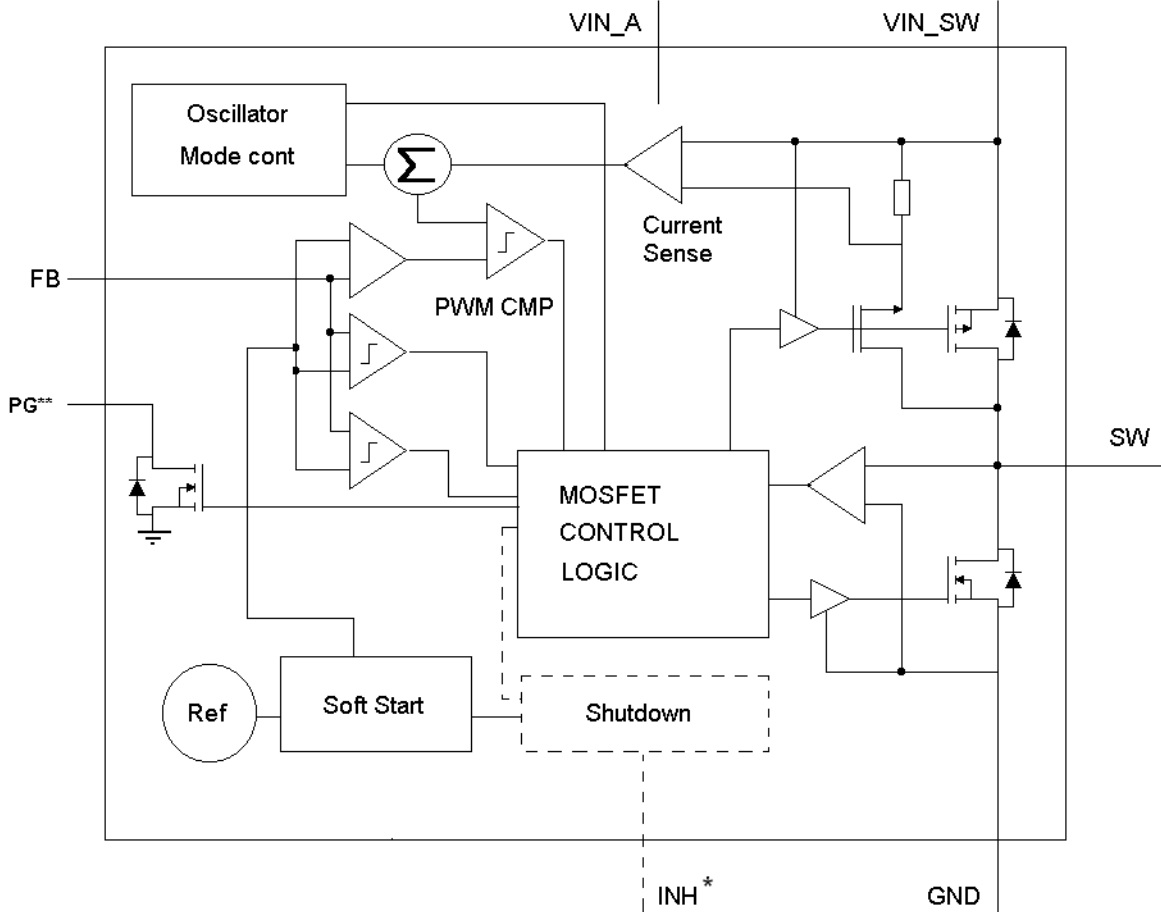 VIN_A
VIN_SW
Oscillator
Mode cont
Σ
Current
Sense
FB
PWM CMP
PG**
SW
MOSFET
CONTROL
LOGIC
Ref
Soft Start
Shutdown
INH*
GND